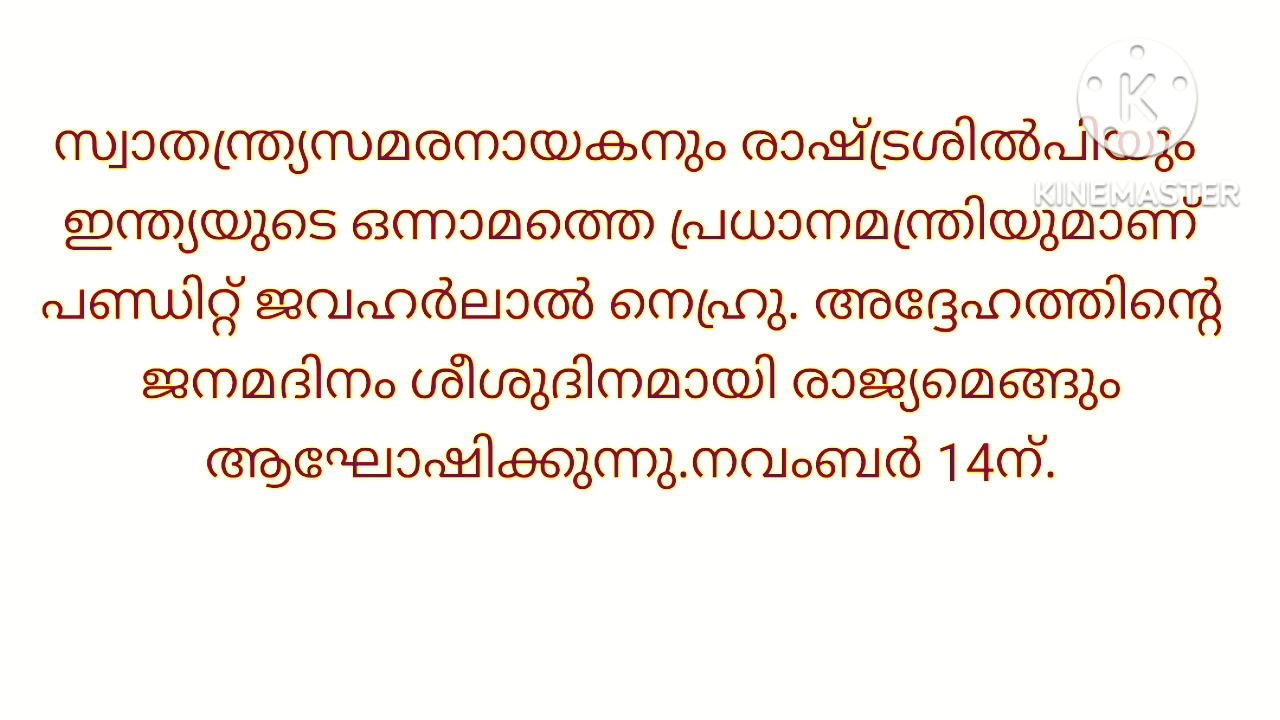 സ്വാതന്ത്ര്യസമരനായകനും രാഷ്ട്രശിൽപിയും
ഇന്ത്യയുടെ ഒന്നാമത്തെ പ്രധാനമന്ത്രിയുമാണ്
പണ്ഡിറ്റ് ജവഹർലാൽ നെഹ്രു. അദ്ദേഹത്തിന്റെ
ജനമദിനം ശീശുദിനമായി രാജ്യമെങ്ങും
ആഘോഷിക്കുന്നു.നവംബർ 14ന്.
K
KINEMASTER